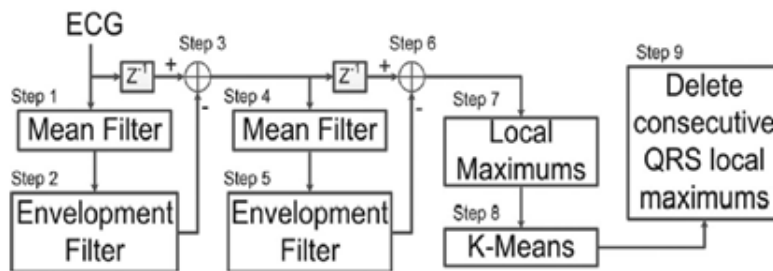 ECG
Step 1
Mean Filter
Step 2
Envelopment
Filter
Z⁻¹
+
-
Step 3
Step 4
Mean Filter
Step 5
Envelopment
Filter
Z⁻¹
+
-
Step 6
Step 7
Local
Maximums
Step 8
K-Means
Step 9
Delete
consecutive
QRS local
maximums